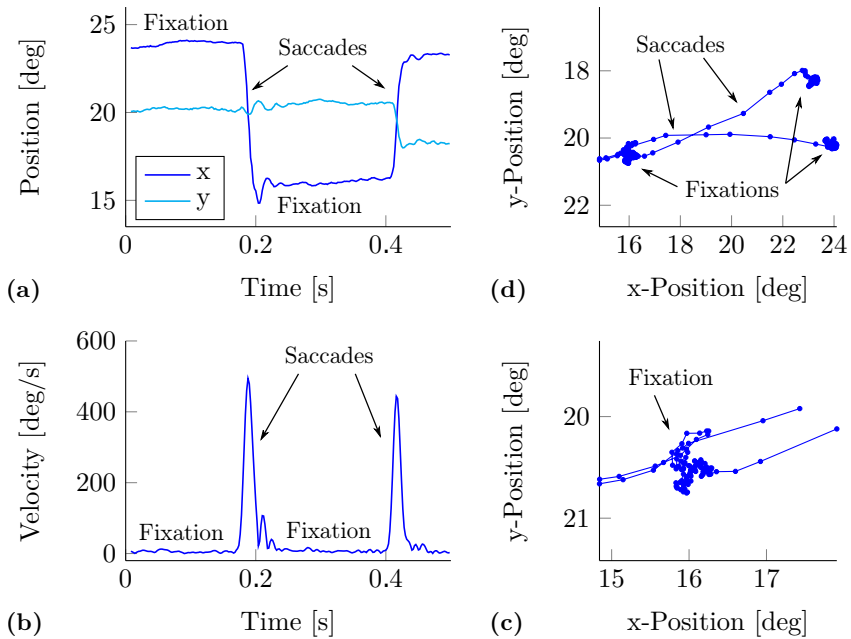 Fixation
25
Saccades
20
x
y
15
Fixation
0
0.2
0.4
Position [deg]
Time [s]
(a)
18
20
22
Saccades
Fixations
16
18
20
22
24
y-Position [deg]
x-Position [deg]
(d)
600
400
200
0
Saccades
Fixation
Fixation
0
0.2
0.4
Velocity [deg/s]
Time [s]
(b)
Fixation
20
21
15
16
17
y-Position [deg]
x-Position [deg]
(c)